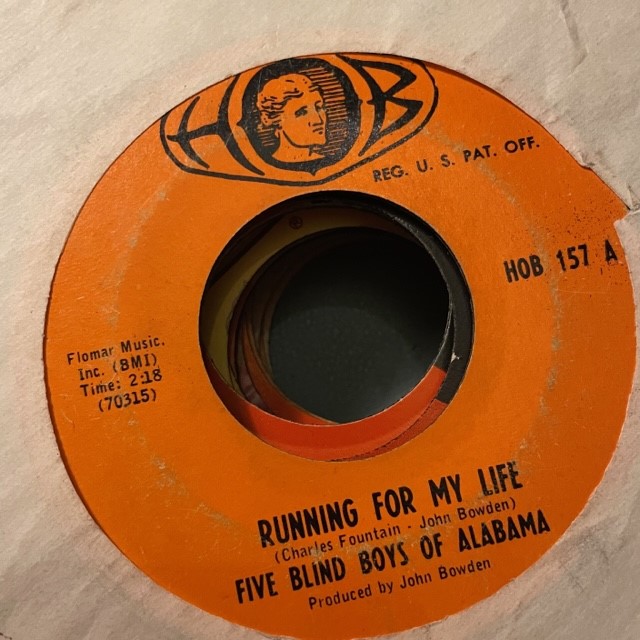 HOB
REG. U. S. PAT. OFF.
HOB 157 A
Flomar Music.
Inc. (BMI)
Time: 2:18
(70315)
RUNNING FOR MY LIFE
(Charles Fountain - John Bowden)
FIVE BLIND BOYS OF ALABAMA
Produced by John Bowden
®